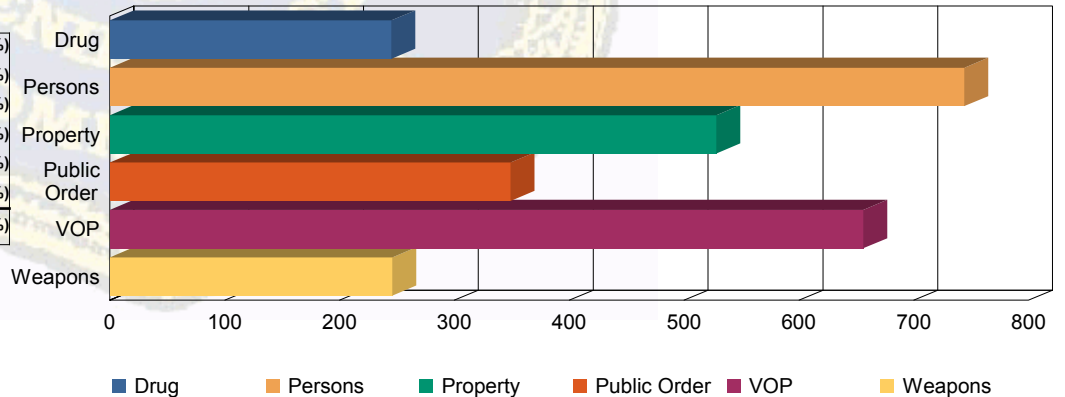 %)
%)
%)
%)
%)
%)
%)
Drug
Persons
Property
Public
Order
VOP
Weapons
0 100 200 300 400 500 600 700 800
Drug Persons Property Public Order VOP Weapons